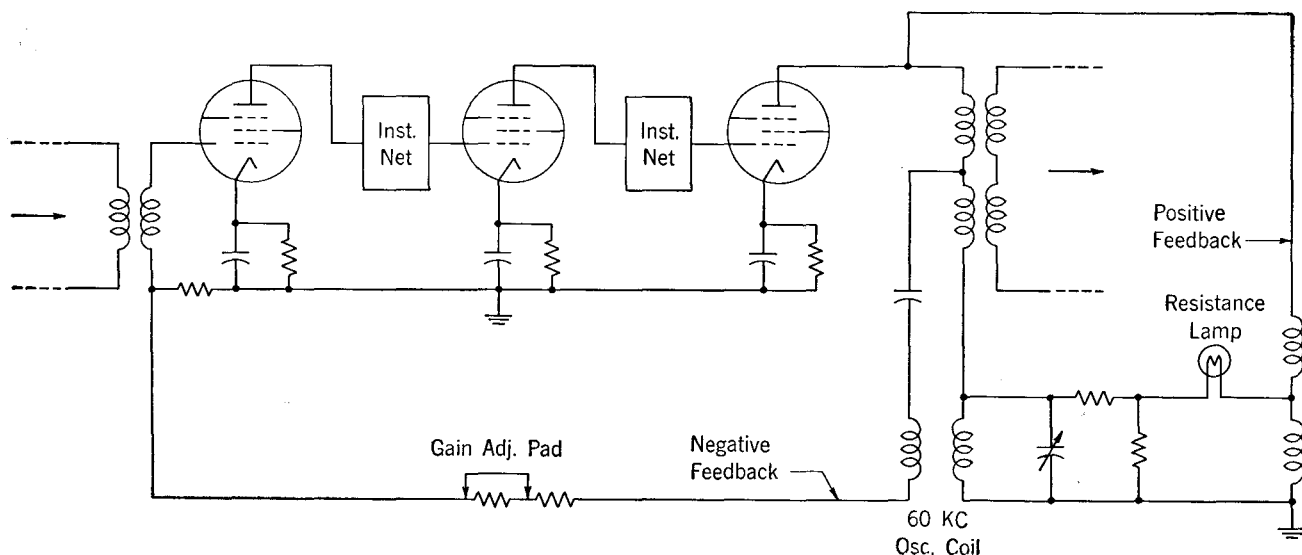 Inst.
Net
Inst.
Net
Positive
Feedback
Resistance
Lamp
Gain Adj. Pad
Negative
Feedback
60 KC
Osc. Coil